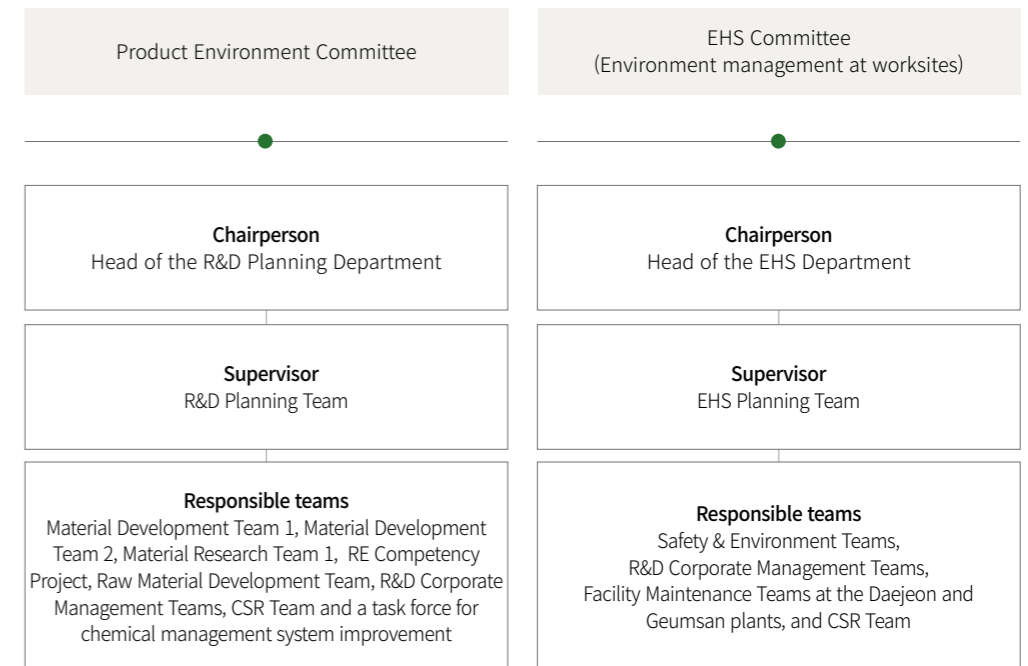 Product Environment Committee
EHS Committee
(Environment management at worksites)
Chairperson
Head of the R&D Planning Department
Supervisor
R&D Planning Team
Responsible teams
Material Development Team 1, Material Development
Team 2, Material Research Team 1, RE Competency
Project, Raw Material Development Team, R&D Corporate
Management Teams, CSR Team and a task force for
chemical management system improvement
Chairperson
Head of the EHS Department
Supervisor
EHS Planning Team
Responsible teams
Safety & Environment Teams,
R&D Corporate Management Teams,
Facility Maintenance Teams at the Daejeon and
Geumsan plants, and CSR Team